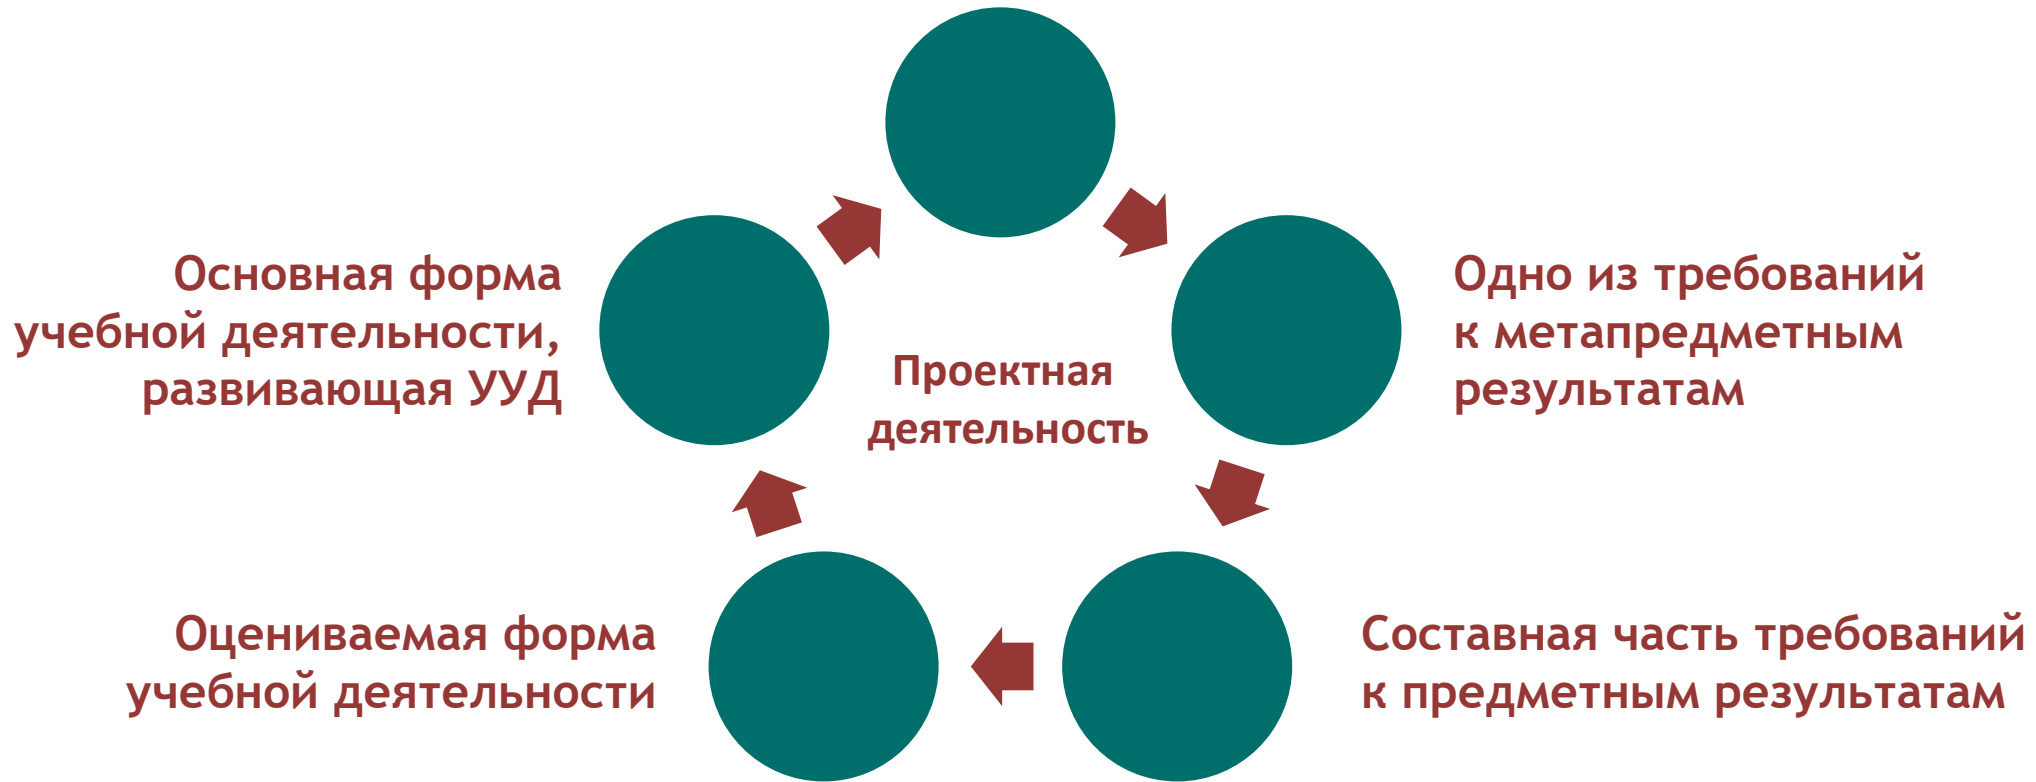 Основная форма
учебной деятельности,
развивающая УУД
Проектная
деятельность
Одно из требований
к метапредметным
результатам
Оцениваемая форма
учебной деятельности
Составная часть требований
к предметным результатам